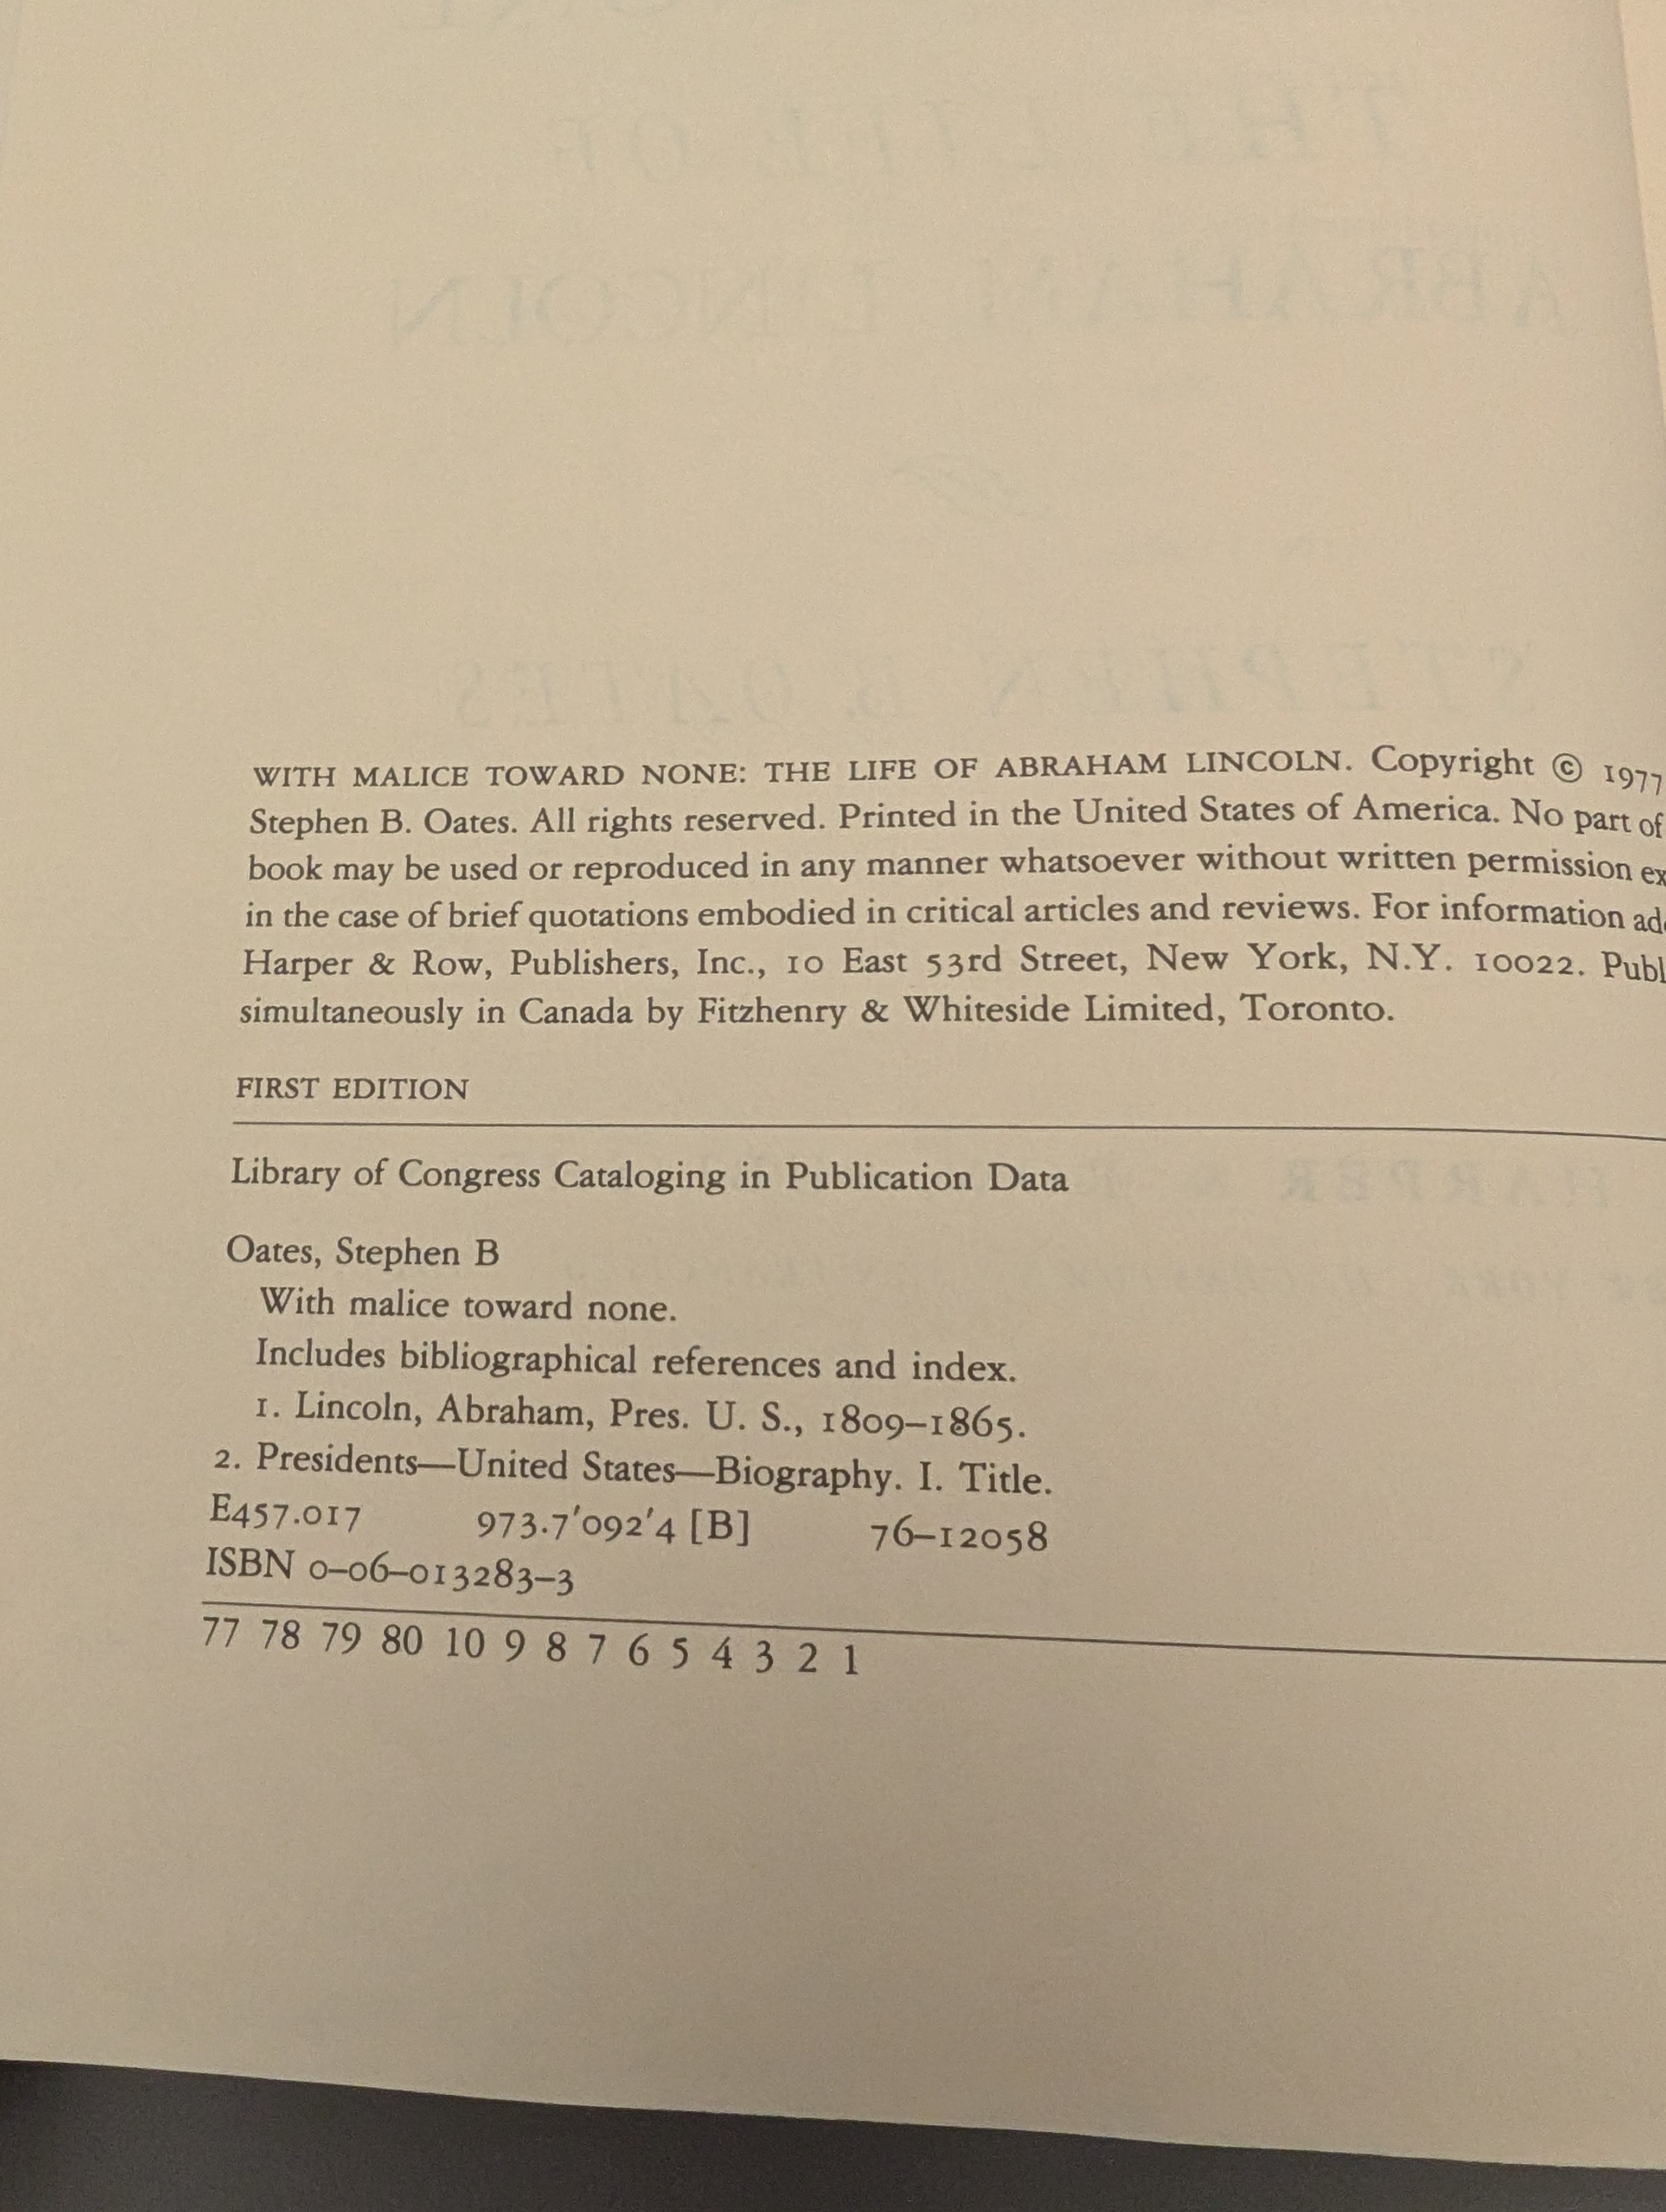 WITH MALICE TOWARD NONE: THE LIFE OF ABRAHAM LINCOLN. Copyright © 1977
Stephen B. Oates. All rights reserved. Printed in the United States of America. No part of
book may be used or reproduced in any manner whatsoever without written permission ex
in the case of brief quotations embodied in critical articles and reviews. For information ad
Harper & Row, Publishers, Inc., 10 East 53rd Street, New York, N.Y. 10022. Publ
simultaneously in Canada by Fitzhenry & Whiteside Limited, Toronto.
FIRST EDITION
Library of Congress Cataloging in Publication Data
Oates, Stephen B
With malice toward none.
Includes bibliographical references and index.
1. Lincoln, Abraham, Pres. U. S., 1809–1865.
2. Presidents—United States—Biography. I. Title.
E457.017 973.7'092'4 [B] 76–12058
ISBN 0–06–013283–3
77 78 79 80 10 9 8 7 6 5 4 3 2 1